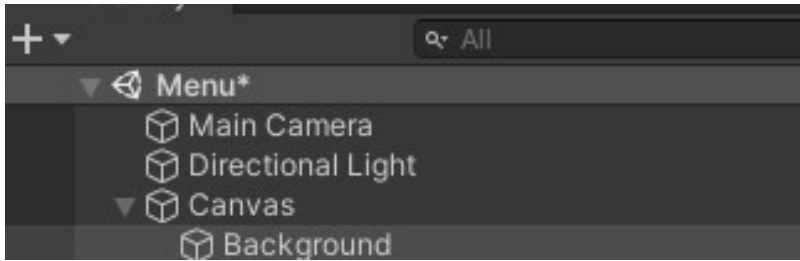 All
Menu*
Main Camera
Directional Light
Canvas
Background